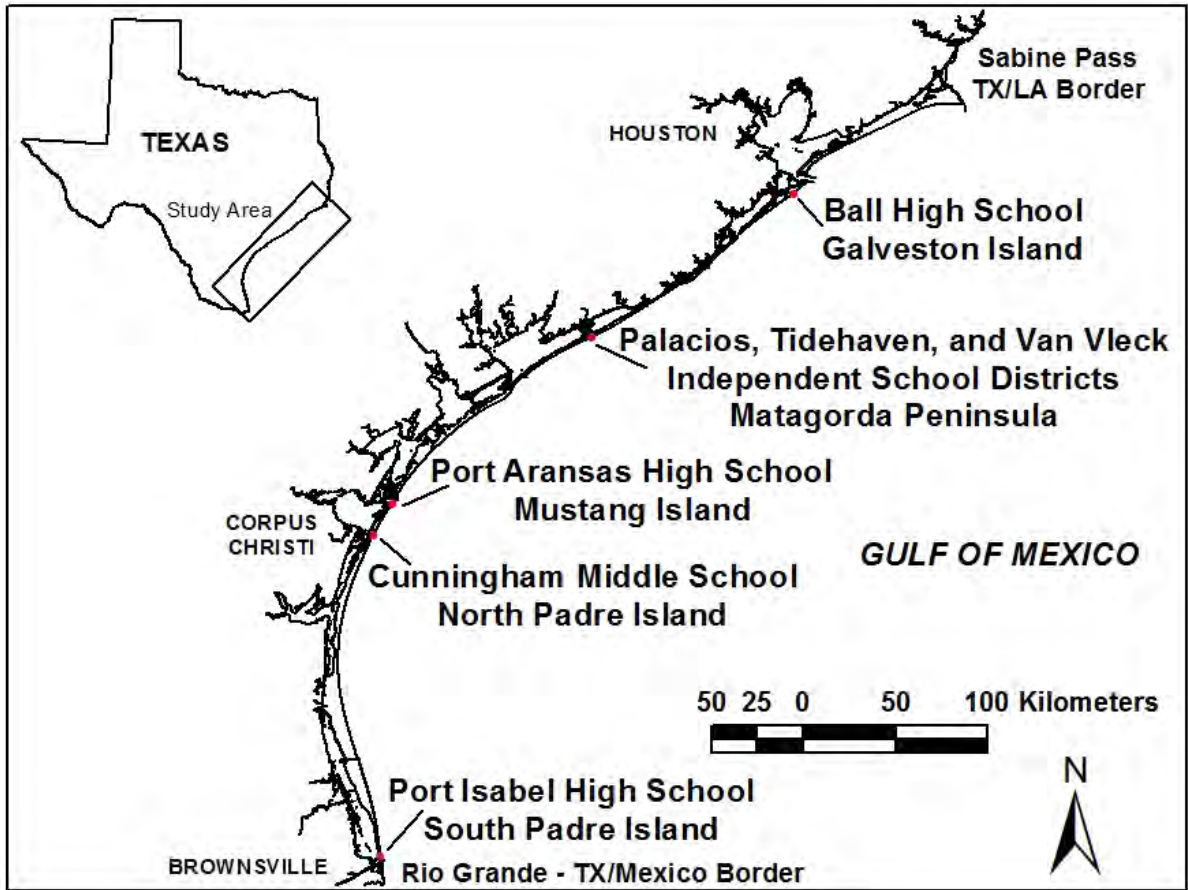 Sabine Pass
TX/LA Border
HOUSTON
TEXAS
Study Area
Ball High School
Galveston Island
Palacios, Tidehaven, and Van Vleck
Independent School Districts
Matagorda Peninsula
Port Aransas High School
Mustang Island
CORPUS
CHRISTI
GULF OF MEXICO
Cunningham Middle School
North Padre Island
50 25 0 50 100 Kilometers
N
Port Isabel High School
South Padre Island
BROWNSVILLE
Rio Grande - TX/Mexico Border